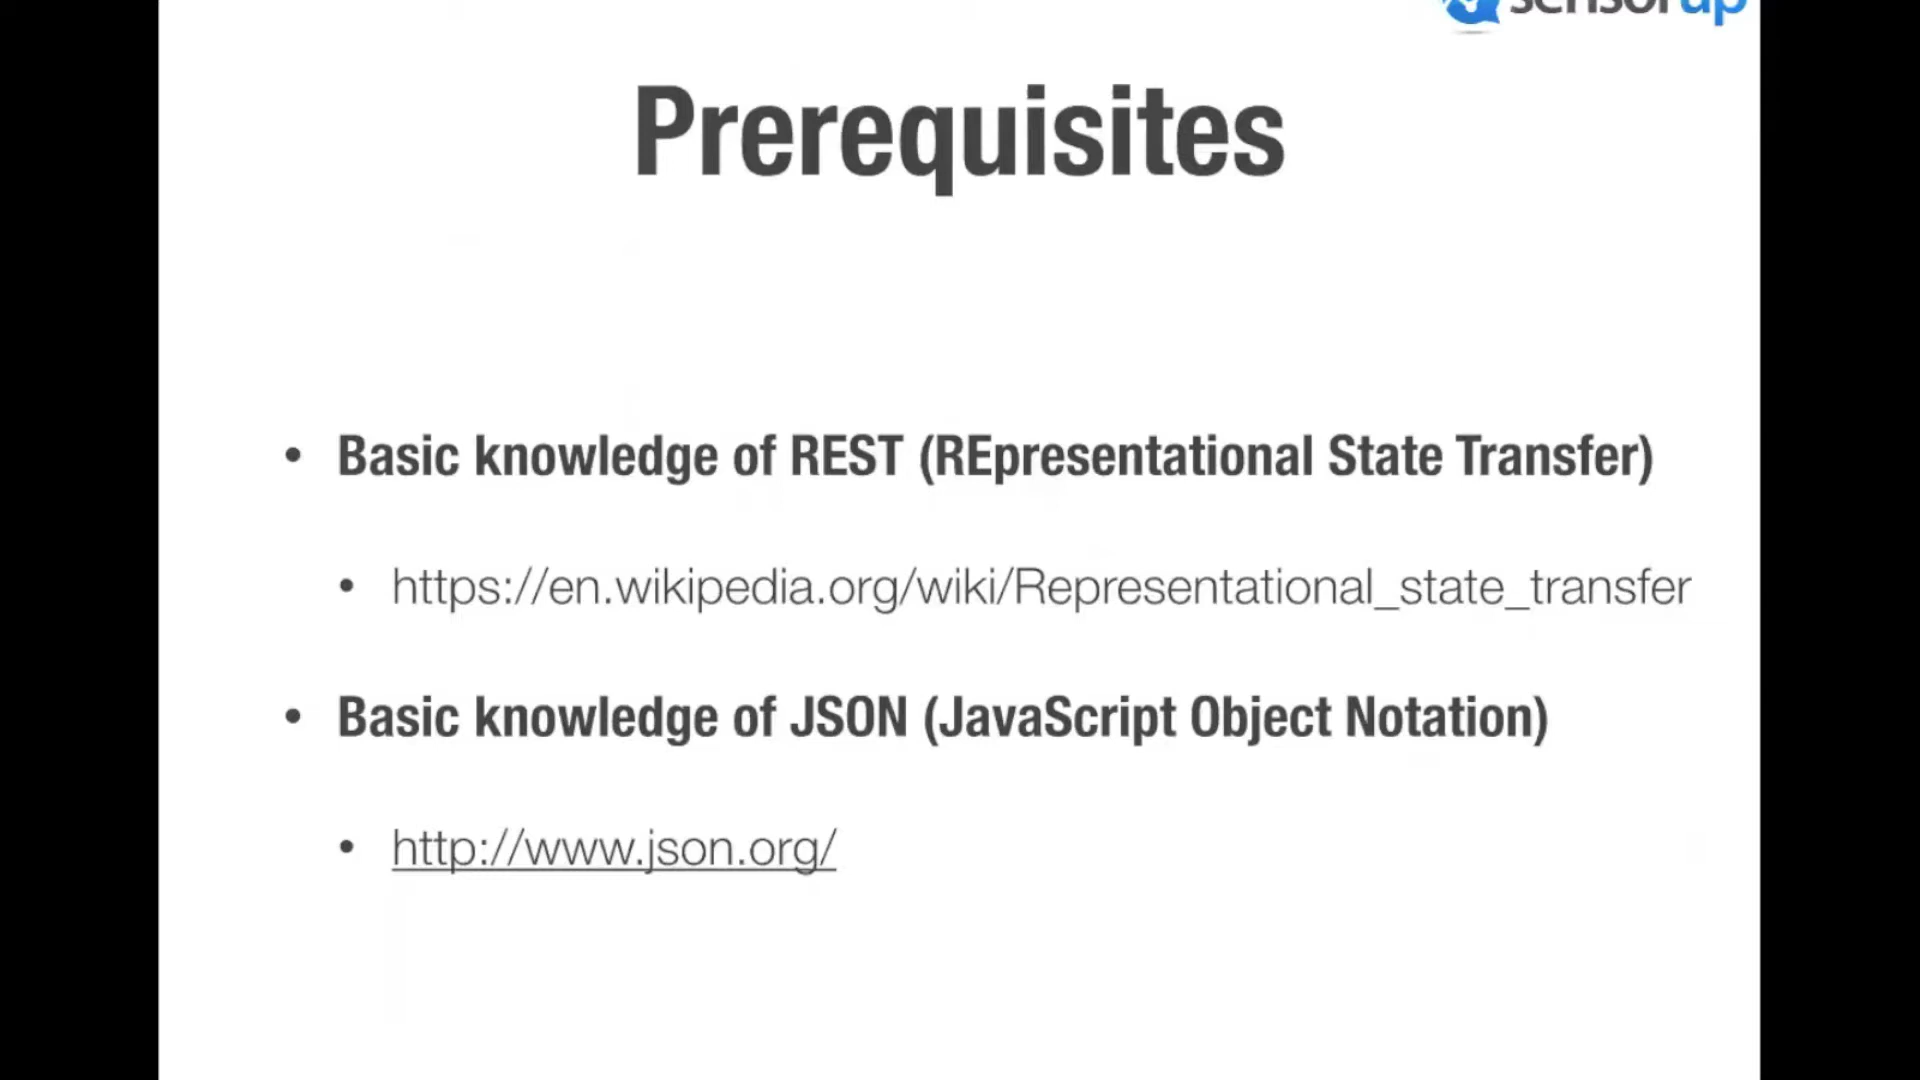 sensorup
Prerequisites
• Basic knowledge of REST (REpresentational State Transfer)
• https://en.wikipedia.org/wiki/Representational_state_transfer
• Basic knowledge of JSON (JavaScript Object Notation)
• http://www.json.org/